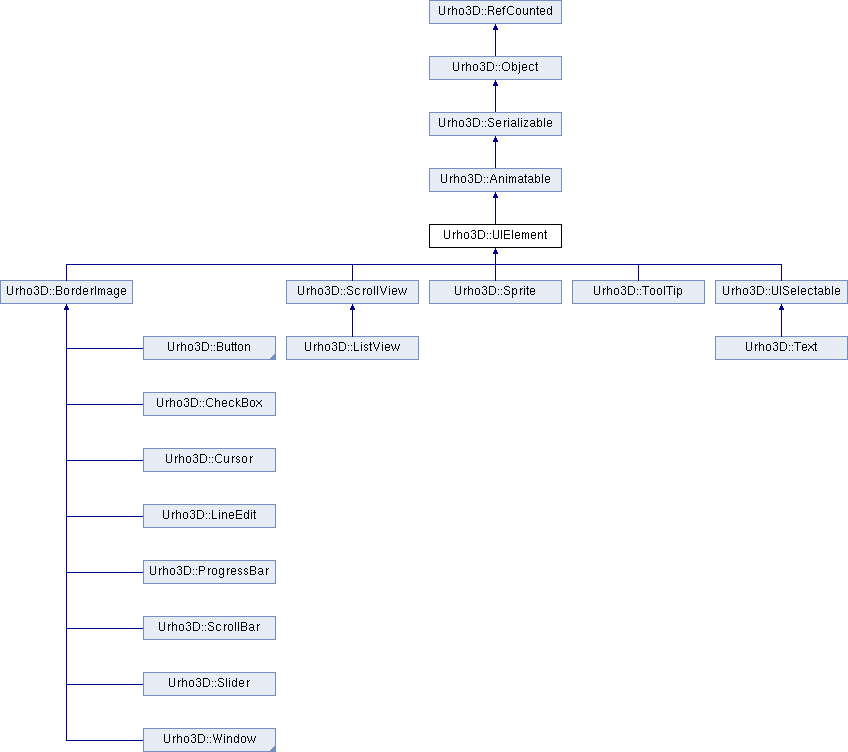 Urho3D::RefCounted
Urho3D::Object
Urho3D::Serializable
Urho3D::Animatable
Urho3D::UIElement
Urho3D::BorderImage
Urho3D::ScrollView
Urho3D::Sprite
Urho3D::ToolTip
Urho3D::UISelectable
Urho3D::Button
Urho3D::ListView
Urho3D::Text
Urho3D::CheckBox
Urho3D::Cursor
Urho3D::LineEdit
Urho3D::ProgressBar
Urho3D::ScrollBar
Urho3D::Slider
Urho3D::Window